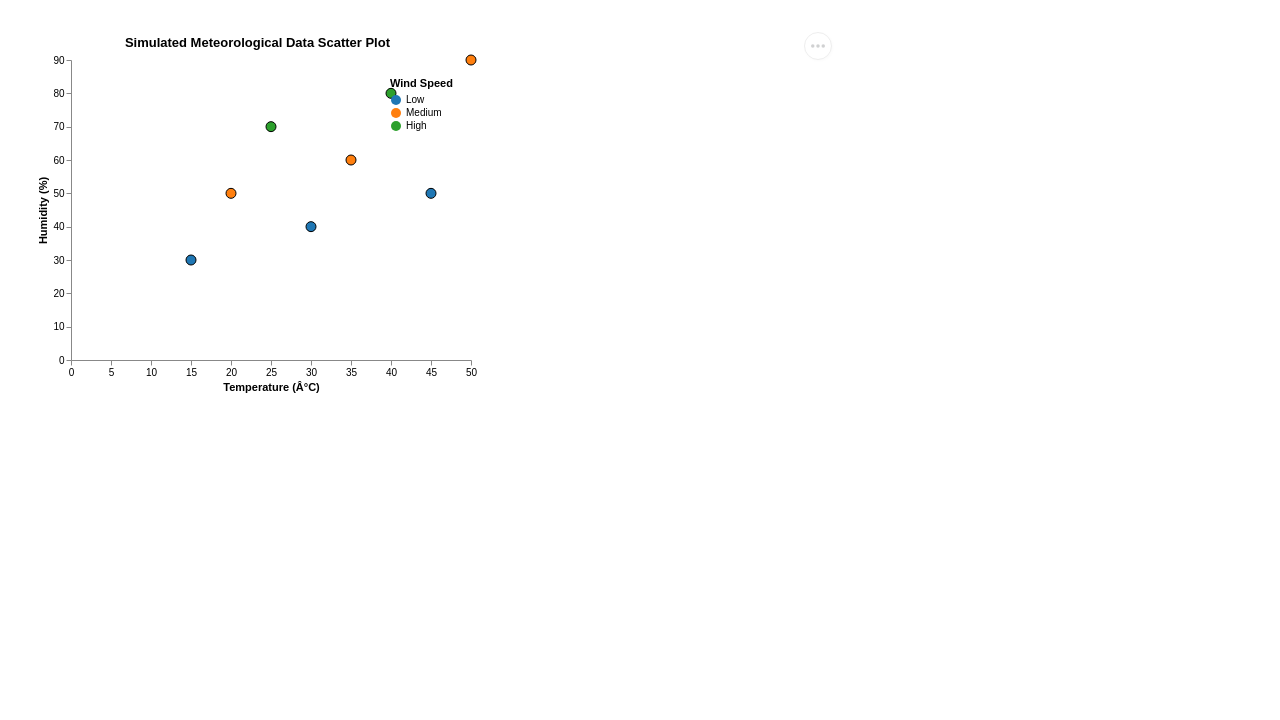 Simulated Meteorological Data Scatter Plot
Wind Speed
Low
Medium
High
Humidity (%)
90
80
70
60
50
40
30
20
10
0
0 5 10 15 20 25 30 35 40 45 50
Temperature (Â°C)